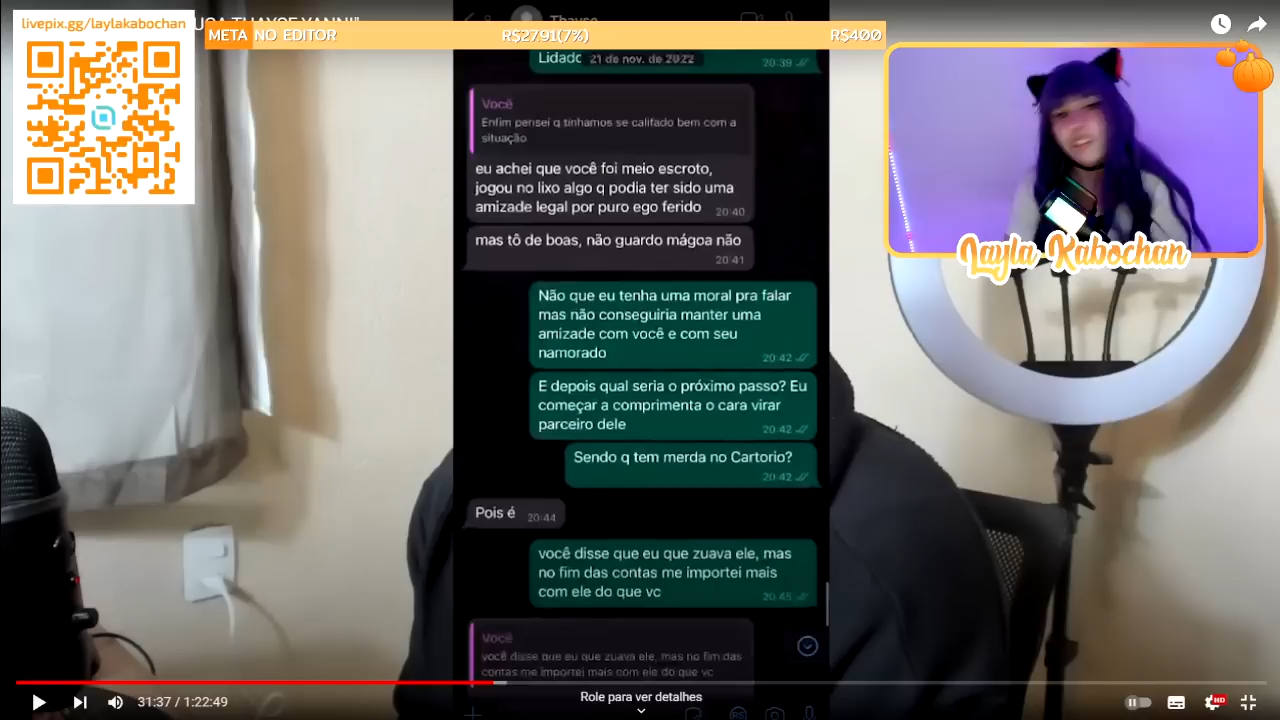 livepix.gg/laylakabochan
META NO EDITOR
R$27.91(7%)
R$400
Thayse
Lidado
21 de nov. de 2022
20:39
Você
Enfim pensei q tinhamos se califado bem com a
situação
eu achei que você foi meio escroto,
jogou no lixo algo q podia ter sido uma
amizade legal por puro ego ferido
20:40
mas tô de boas, não guardo mágoa não
20:41
Não que eu tenha uma moral pra falar
mas não conseguiria manter uma
amizade com você e com seu
namorado
20:42
E depois qual seria o próximo passo? Eu
começar a comprimenta o cara virar
parceiro dele
20:42
Sendo q tem merda no Cartorio?
20:42
Pois é
20:44
você disse que eu que zuava ele, mas
no fim das contas me importei mais
com ele do que vc
20:45
Você
você disse que eu que zuava ele, mas no fim das
contas me importei mais com ele do que vc
Layla Kabochan
31:37 / 1:22:49
Role para ver detalhes
HD